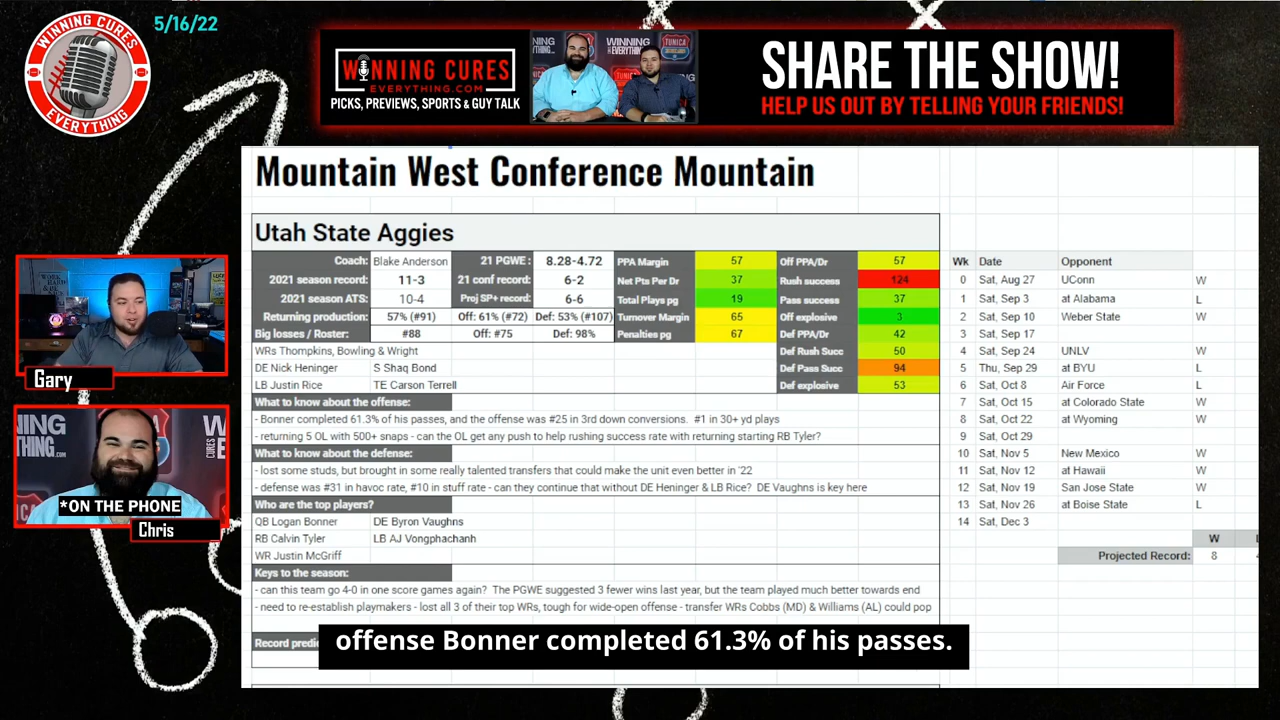 WINNING CURES
EVERYTHING
5/16/22
WINNING CURES
EVERYTHING.COM
PICKS, PREVIEWS, SPORTS & GUY TALK
TUNICA
SHARE THE SHOW!
HELP US OUT BY TELLING YOUR FRIENDS!
Mountain West Conference Mountain
Utah State Aggies
Coach: Blake Anderson 21 PGWE: 8.28-4.72 PPA Margin 57 Off PPA/Dr 57
2021 season record: 11-3 21 conf record: 6-2 Net Pts Per Dr 37 Rush success 124
2021 season ATS: 10-4 Proj SP+ record: 6-6 Total Plays pg 19 Pass success 37
Returning production: 57% (#91) Off: 61% (#72) Def: 53% (#107) Turnover Margin 65 Off explosive 3
Big losses / Roster: #88 Off: #75 Def: 98% Penalties pg 67 Def PPA/Dr 42
WRs Thompkins, Bowling & Wright Def Rush Succ 50
DE Nick Heninger S Shaq Bond Def Pass Succ 94
LB Justin Rice TE Carson Terrell Def explosive 53
What to know about the offense:
- Bonner completed 61.3% of his passes, and the offense was #25 in 3rd down conversions. #1 in 30+ yd plays
- returning 5 OL with 500+ snaps - can the OL get any push to help rushing success rate with returning starting RB Tyler?
What to know about the defense:
- lost some studs, but brought in some really talented transfers that could make the unit even better in '22
- defense was #31 in havoc rate, #10 in stuff rate - can they continue that without DE Heninger & LB Rice? DE Vaughns is key here
Who are the top players?
QB Logan Bonner DE Byron Vaughns
RB Calvin Tyler LB AJ Vongphachanh
WR Justin McGriff
Keys to the season:
- can this team go 4-0 in one score games again? The PGWE suggested 3 fewer wins last year, but the team played much better towards end
- need to re-establish playmakers - lost all 3 of their top WRs, tough for wide-open offense - transfer WRs Cobbs (MD) & Williams (AL) could pop
Record predic
Wk Date Opponent
0 Sat, Aug 27 UConn W
1 Sat, Sep 3 at Alabama L
2 Sat, Sep 10 Weber State W
3 Sat, Sep 17
4 Sat, Sep 24 UNLV W
5 Thu, Sep 29 at BYU L
6 Sat, Oct 8 Air Force L
7 Sat, Oct 15 at Colorado State W
8 Sat, Oct 22 at Wyoming W
9 Sat, Oct 29
10 Sat, Nov 5 New Mexico W
11 Sat, Nov 12 at Hawaii W
12 Sat, Nov 19 San Jose State W
13 Sat, Nov 26 at Boise State L
14 Sat, Dec 3
W
Projected Record: 8
Gary
*ON THE PHONE
Chris
offense Bonner completed 61.3% of his passes.